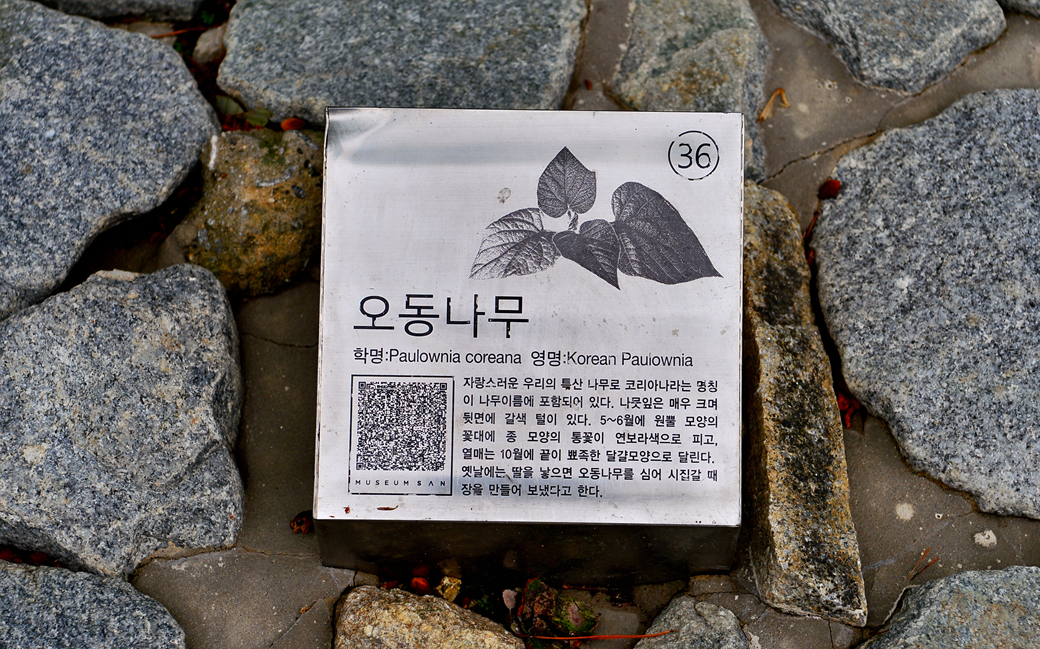 36
오동나무
학명:Paulownia coreana 영명:Korean Paulownia
자랑스러운 우리의 특산 나무로 코리아나라는 명칭
이 나무이름에 포함되어 있다. 나뭇잎은 매우 크며
뒷면에 갈색 털이 있다. 5~6월에 원뿔 모양의
꽃대에 종 모양의 통꽃이 연보라색으로 피고,
열매는 10월에 끝이 뾰족한 달걀모양으로 달린다.
옛날에는 딸을 낳으면 오동나무를 심어 시집갈 때
장을 만들어 보냈다고 한다.
MUSEUM SAN